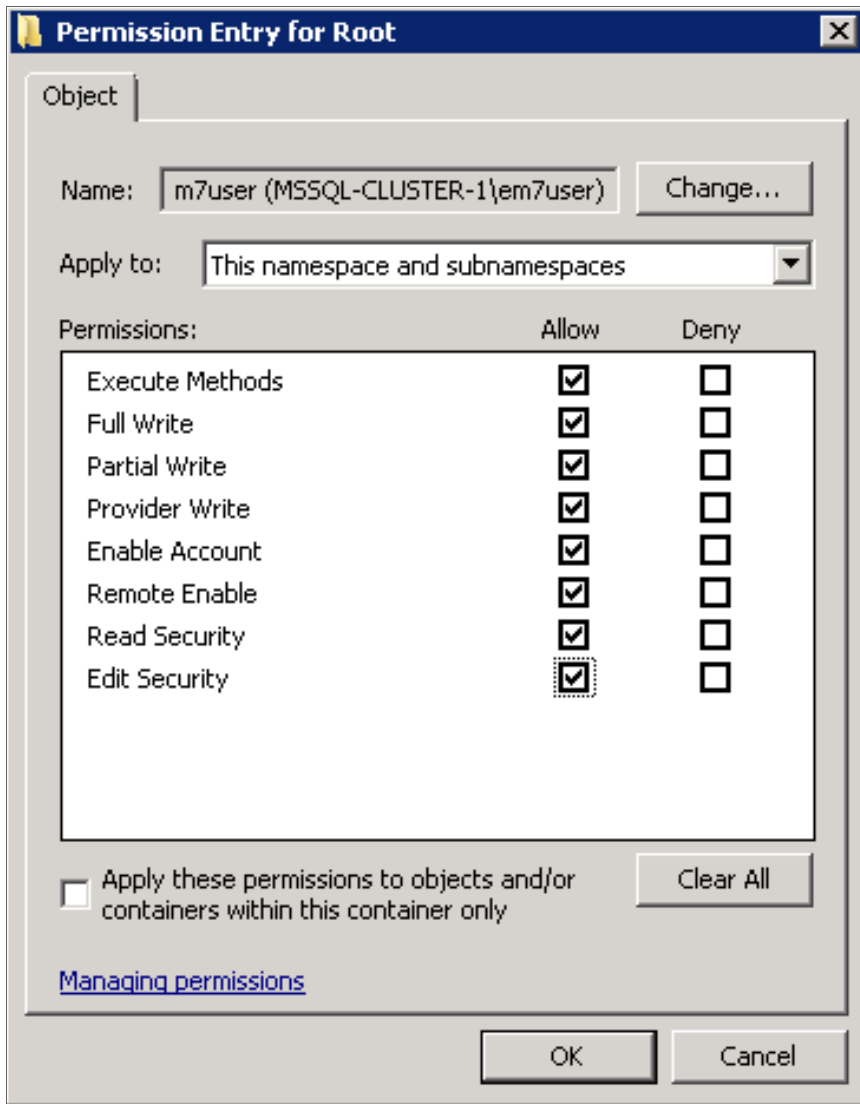 Permission Entry for Root
Object
Name: m7user (MSSQL-CLUSTER-1\em7user) Change...
Apply to: This namespace and subnamespaces
Permissions: Allow Deny
Execute Methods
Full Write
Partial Write
Provider Write
Enable Account
Remote Enable
Read Security
Edit Security
Apply these permissions to objects and/or
containers within this container only
Clear All
Managing permissions
OK Cancel